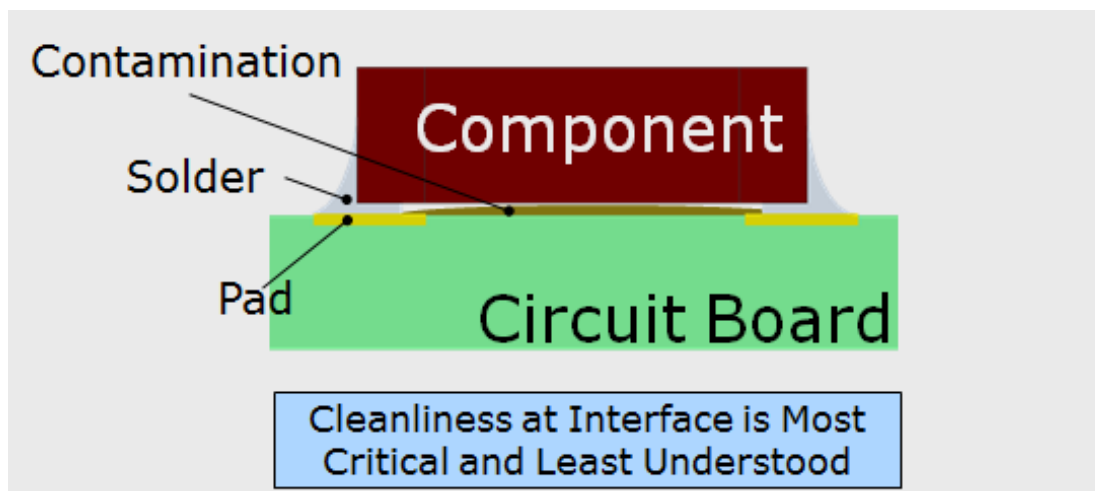 Contamination
Component
Solder
Pad
Circuit Board
Cleanliness at Interface is Most
Critical and Least Understood